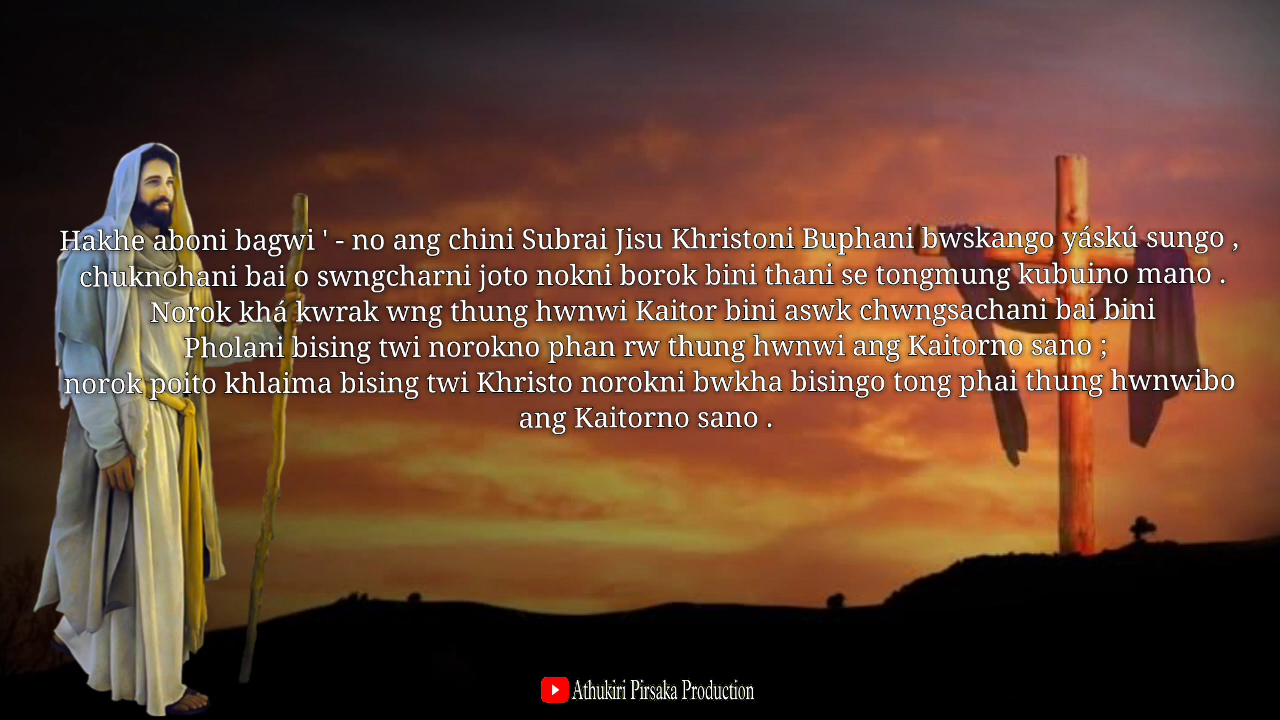 Hakhe aboni bagwi ' - no ang chini Subrai Jisu Khristoni Buphani bwskango yáskú sungo ,
chuknohani bai o swngcharni joto nokni borok bini thani se tongmung kubuino mano .
Norok khá kwrak wng thung hwnwi Kaitor bini aswk chwngsachani bai bini
Pholani bising twi norokno phan rw thung hwnwi ang Kaitorno sano ;
norok poito khlaima bising twi Khristo norokni bwkha bisingo tong phai thung hwnwibo
ang Kaitorno sano .
Athukiri Pirsaka Production